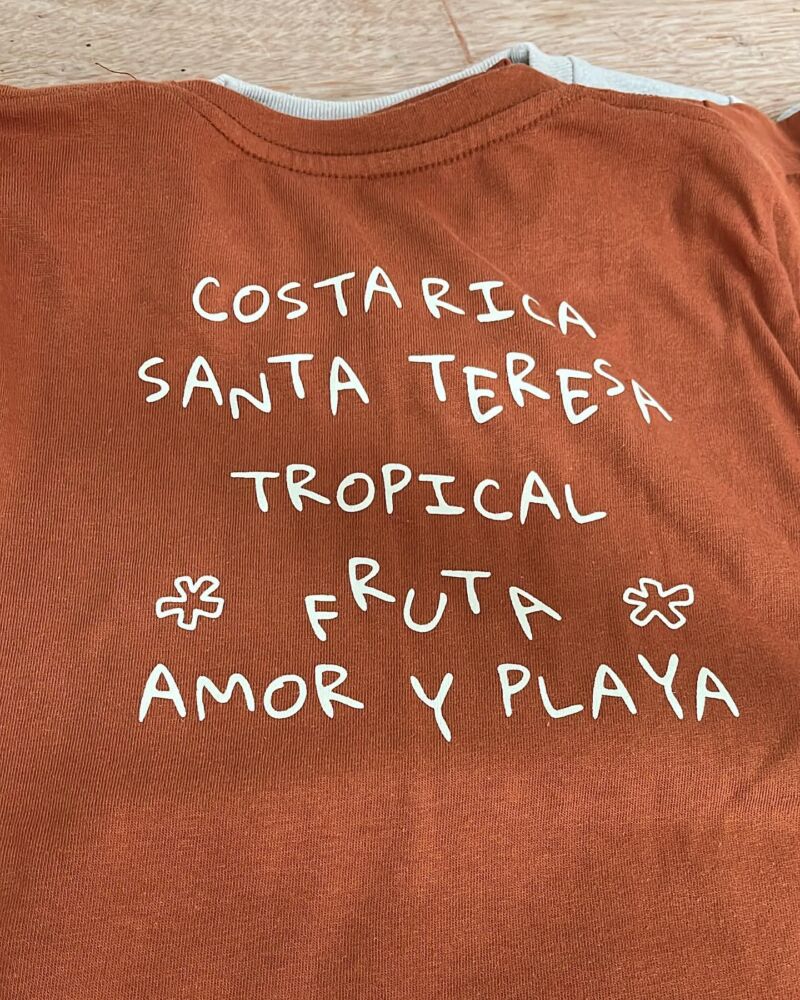 COSTA RICA
SANTA TERESA
TROPICAL
FRUTA
AMOR Y PLAYA